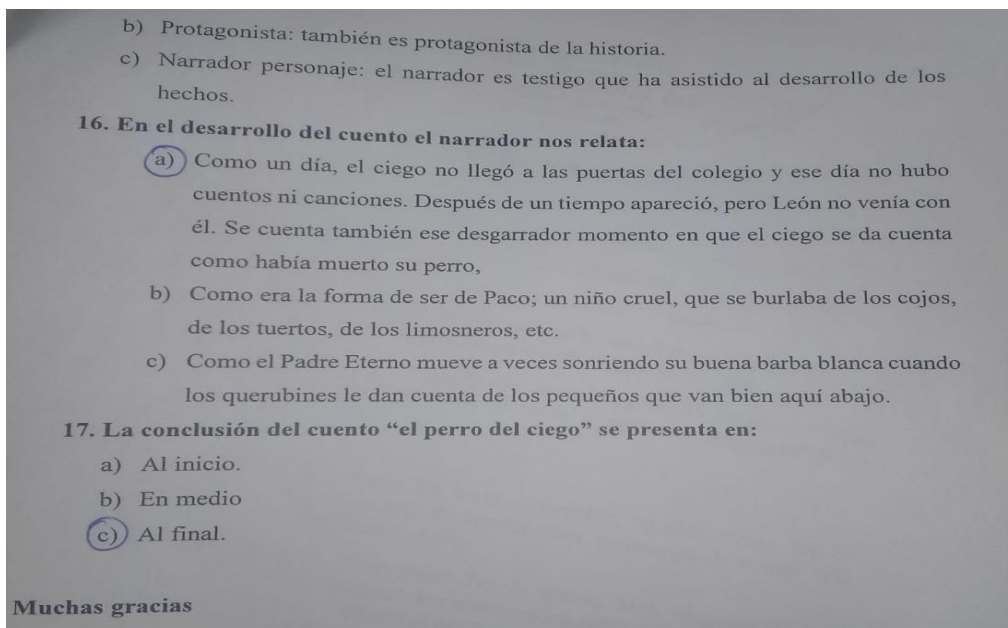 b) Protagonista: también es protagonista de la historia.
c) Narrador personaje: el narrador es testigo que ha asistido al desarrollo de los
hechos.
16. En el desarrollo del cuento el narrador nos relata:
a) Como un día, el ciego no llegó a las puertas del colegio y ese día no hubo
cuentos ni canciones. Después de un tiempo apareció, pero León no venía con
él. Se cuenta también ese desgarrador momento en que el ciego se da cuenta
como había muerto su perro,
b) Como era la forma de ser de Paco; un niño cruel, que se burlaba de los cojos,
de los tuertos, de los limosneros, etc.
c) Como el Padre Eterno mueve a veces sonriendo su buena barba blanca cuando
los querubines le dan cuenta de los pequeños que van bien aquí abajo.
17. La conclusión del cuento “el perro del ciego” se presenta en:
a) Al inicio.
b) En medio
c) Al final.
Muchas gracias